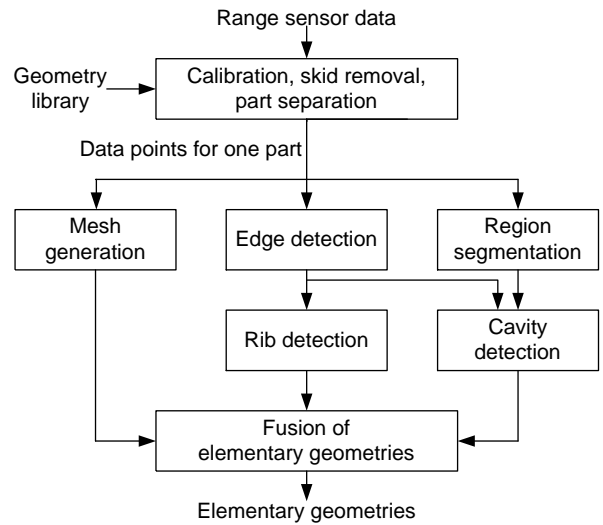 Range sensor data
Geometry
library
Calibration, skid removal,
part separation
Data points for one part
Mesh
generation
Edge detection
Region
segmentation
Rib detection
Cavity
detection
Fusion of
elementary geometries
Elementary geometries